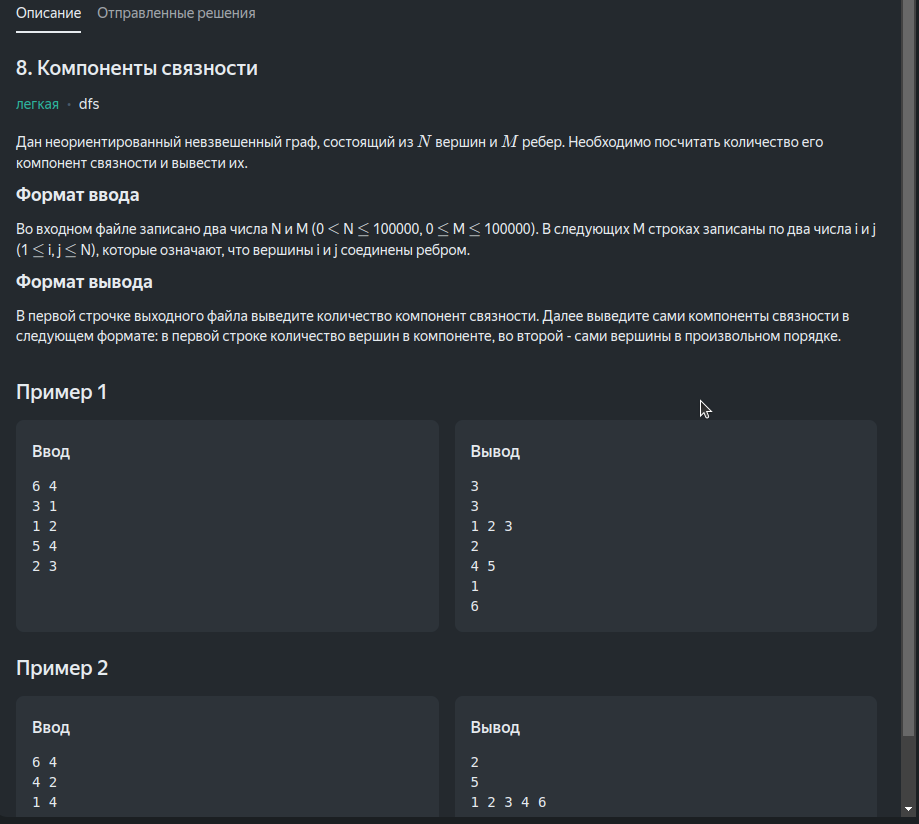 Описание Отправленные решения
8. Компоненты связности
легкая • dfs
Дан неориентированный невзвешенный граф, состоящий из N вершин и M ребер. Необходимо посчитать количество его
компонент связности и вывести их.
Формат ввода
Во входном файле записано два числа N и M (0 < N ≤ 100000, 0 ≤ M ≤ 100000). В следующих M строках записаны по два числа i и j
(1 ≤ i, j ≤ N), которые означают, что вершины i и j соединены ребром.
Формат вывода
В первой строчке выходного файла выведите количество компонент связности. Далее выведите сами компоненты связности в
следующем формате: в первой строке количество вершин в компоненте, во второй - сами вершины в произвольном порядке.
Пример 1
Ввод
6 4
3 1
1 2
5 4
2 3
Вывод
3
3
1 2 3
2
4 5
1
6
Пример 2
Ввод
6 4
4 2
1 4
Вывод
2
5
1 2 3 4 6